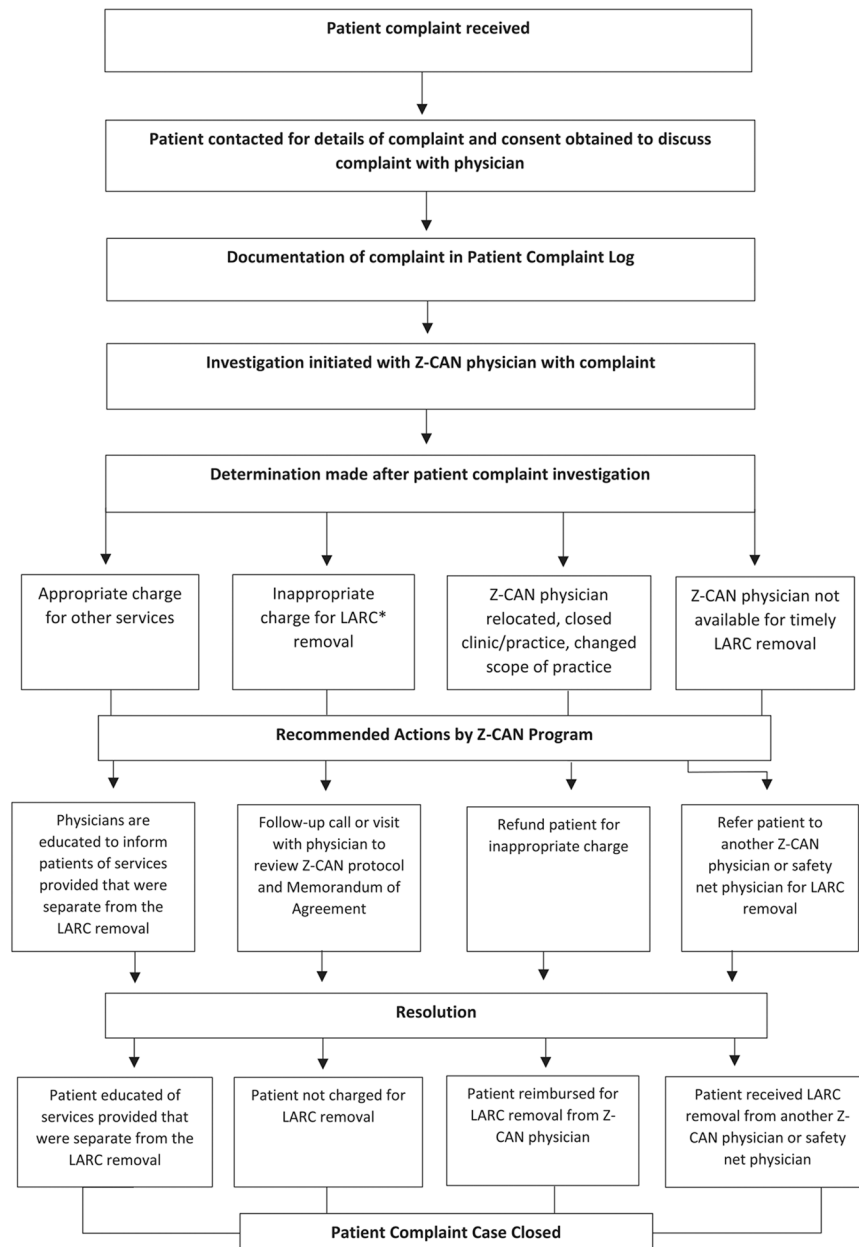 Patient complaint received
Patient contacted for details of complaint and consent obtained to discuss
complaint with physician
Documentation of complaint in Patient Complaint Log
Investigation initiated with Z-CAN physician with complaint
Determination made after patient complaint investigation
Appropriate charge
for other services
Inappropriate
charge for LARC*
removal
Z-CAN physician
relocated, closed
clinic/practice, changed
scope of practice
Z-CAN physician not
available for timely
LARC removal
Recommended Actions by Z-CAN Program
Physicians are
educated to inform
patients of services
provided that were
separate from the
LARC removal
Follow-up call or visit
with physician to
review Z-CAN protocol
and Memorandum of
Agreement
Refund patient for
inappropriate charge
Refer patient to
another Z-CAN
physician or safety
net physician for LARC
removal
Resolution
Patient educated of
services provided that
were separate from the
LARC removal
Patient not charged for
LARC removal
Patient reimbursed for
LARC removal from Z-
CAN physician
Patient received LARC
removal from another Z-
CAN physician or safety
net physician
Patient Complaint Case Closed